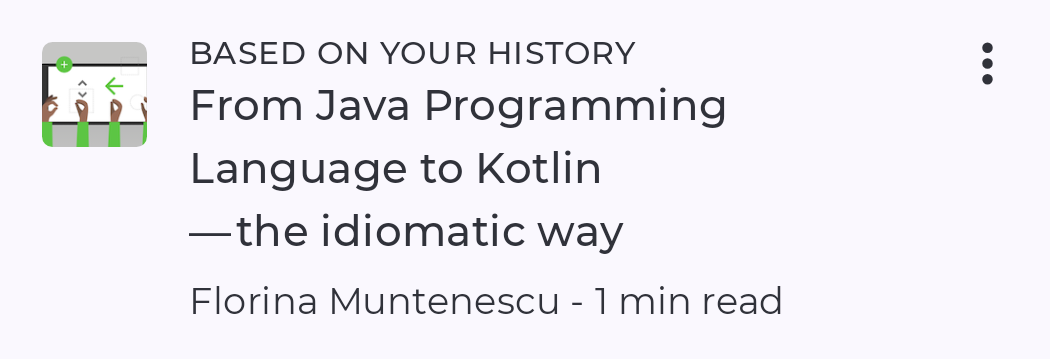 BASED ON YOUR HISTORY
From Java Programming
Language to Kotlin
—the idiomatic way
Florina Muntenescu - 1 min read